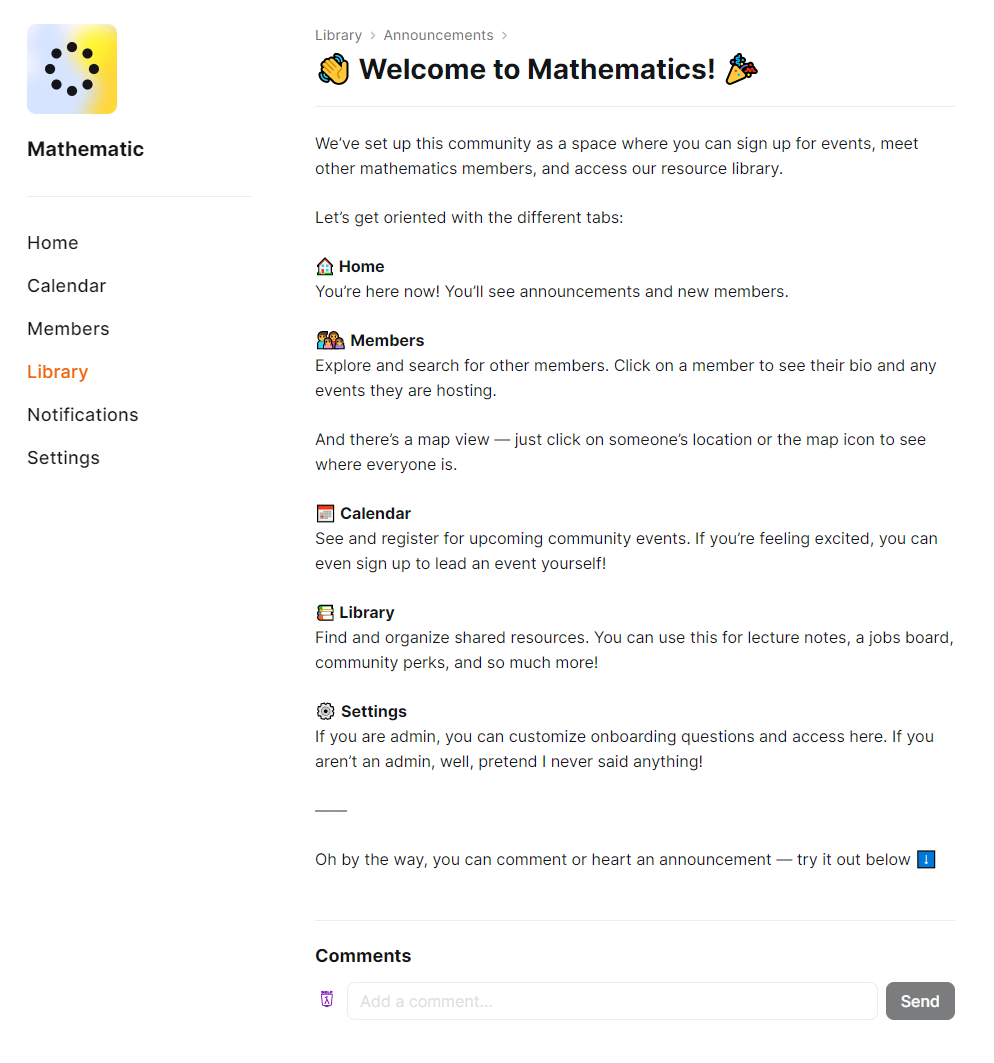 Mathematic
Home
Calendar
Members
Library
Notifications
Settings
Library › Announcements ›
👋 Welcome to Mathematics! 🎉
We’ve set up this community as a space where you can sign up for events, meet
other mathematics members, and access our resource library.
Let’s get oriented with the different tabs:
🏠 Home
You’re here now! You’ll see announcements and new members.
👨‍👩‍👧‍👧 Members
Explore and search for other members. Click on a member to see their bio and any
events they are hosting.
And there’s a map view — just click on someone’s location or the map icon to see
where everyone is.
📅 Calendar
See and register for upcoming community events. If you’re feeling excited, you can
even sign up to lead an event yourself!
📚 Library
Find and organize shared resources. You can use this for lecture notes, a jobs board,
community perks, and so much more!
⚙️ Settings
If you are admin, you can customize onboarding questions and access here. If you
aren’t an admin, well, pretend I never said anything!
——
Oh by the way, you can comment or heart an announcement — try it out below ⬇️
Comments
Add a comment...
Send